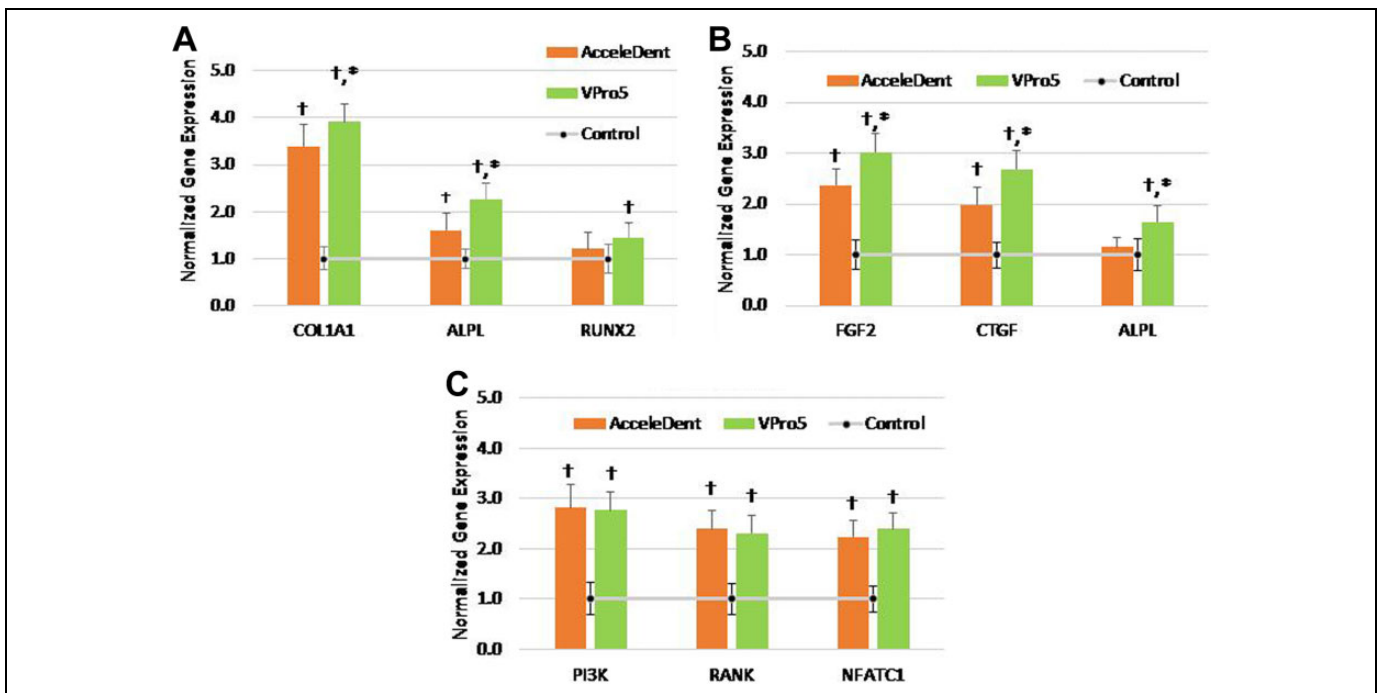 A
AcceleDent
VPro5
Control
Normalized Gene Expression
5.0
4.0
3.0
2.0
1.0
0.0
†
†,*
†
†,*
†
COL1A1 ALPL RUNX2
B
AcceleDent VPro5 Control
Normalized Gene Expression
5.0
4.0
3.0
2.0
1.0
0.0
†
†,*
†
†,*
†,*
FGF2 CTGF ALPL
C
AcceleDent VPro5 Control
Normalized Gene Expression
5.0
4.0
3.0
2.0
1.0
0.0
† †
† †
† †
PI3K RANK NFATC1